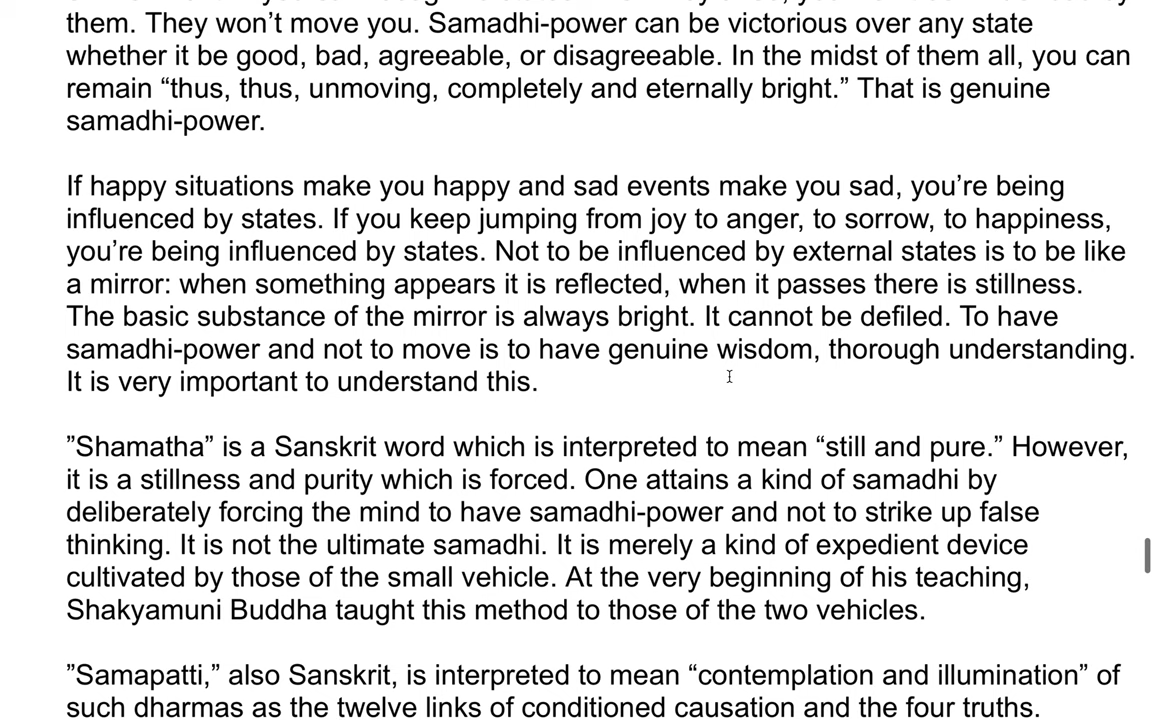 them. They won’t move you. Samadhi-power can be victorious over any state
whether it be good, bad, agreeable, or disagreeable. In the midst of them all, you can
remain “thus, thus, unmoving, completely and eternally bright.” That is genuine
samadhi-power.
If happy situations make you happy and sad events make you sad, you’re being
influenced by states. If you keep jumping from joy to anger, to sorrow, to happiness,
you’re being influenced by states. Not to be influenced by external states is to be like
a mirror: when something appears it is reflected, when it passes there is stillness.
The basic substance of the mirror is always bright. It cannot be defiled. To have
samadhi-power and not to move is to have genuine wisdom, thorough understanding.
It is very important to understand this.
”Shamatha” is a Sanskrit word which is interpreted to mean “still and pure.” However,
it is a stillness and purity which is forced. One attains a kind of samadhi by
deliberately forcing the mind to have samadhi-power and not to strike up false
thinking. It is not the ultimate samadhi. It is merely a kind of expedient device
cultivated by those of the small vehicle. At the very beginning of his teaching,
Shakyamuni Buddha taught this method to those of the two vehicles.
”Samapatti,” also Sanskrit, is interpreted to mean “contemplation and illumination” of
such dharmas as the twelve links of conditioned causation and the four truths.